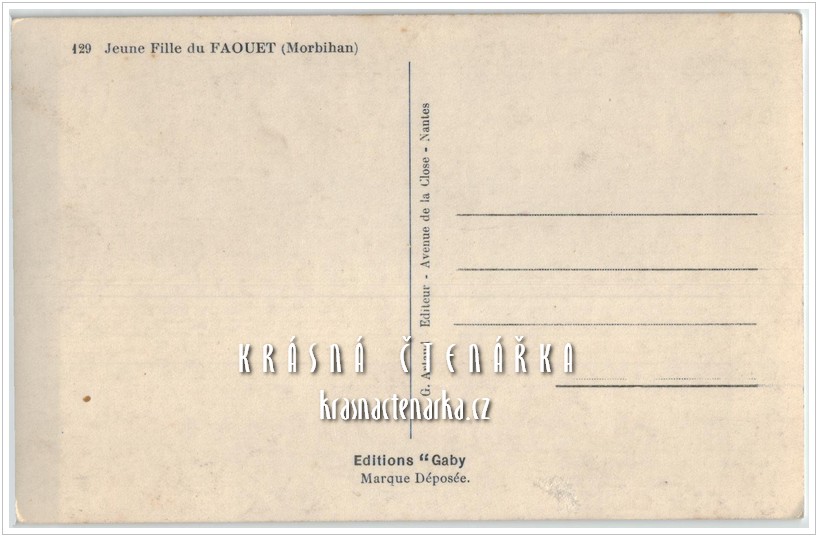 129 Jeune Fille du FAOUET (Morbihan)
G. Artaud Editeur - Avenue de la Close - Nantes
KRÁSNÁ ČTENÁŘKA
krasnactenarka.cz
Editions “Gaby
Marque Déposée.